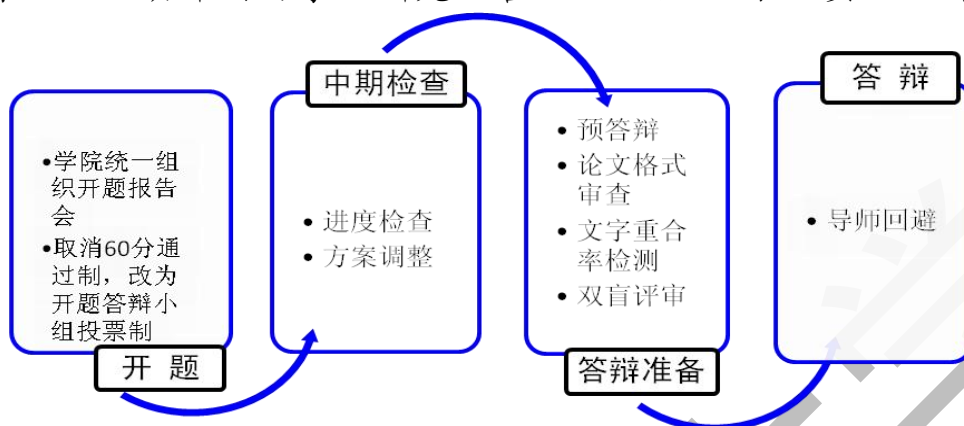 •学院统一组
织开题报告
会
•取消60分通
过制，改为
开题答辩小
组投票制
开 题
中期检查
• 进度检查
• 方案调整
• 预答辩
• 论文格式
审查
• 文字重合
率检测
• 双盲评审
答辩准备
答 辩
• 导师回避